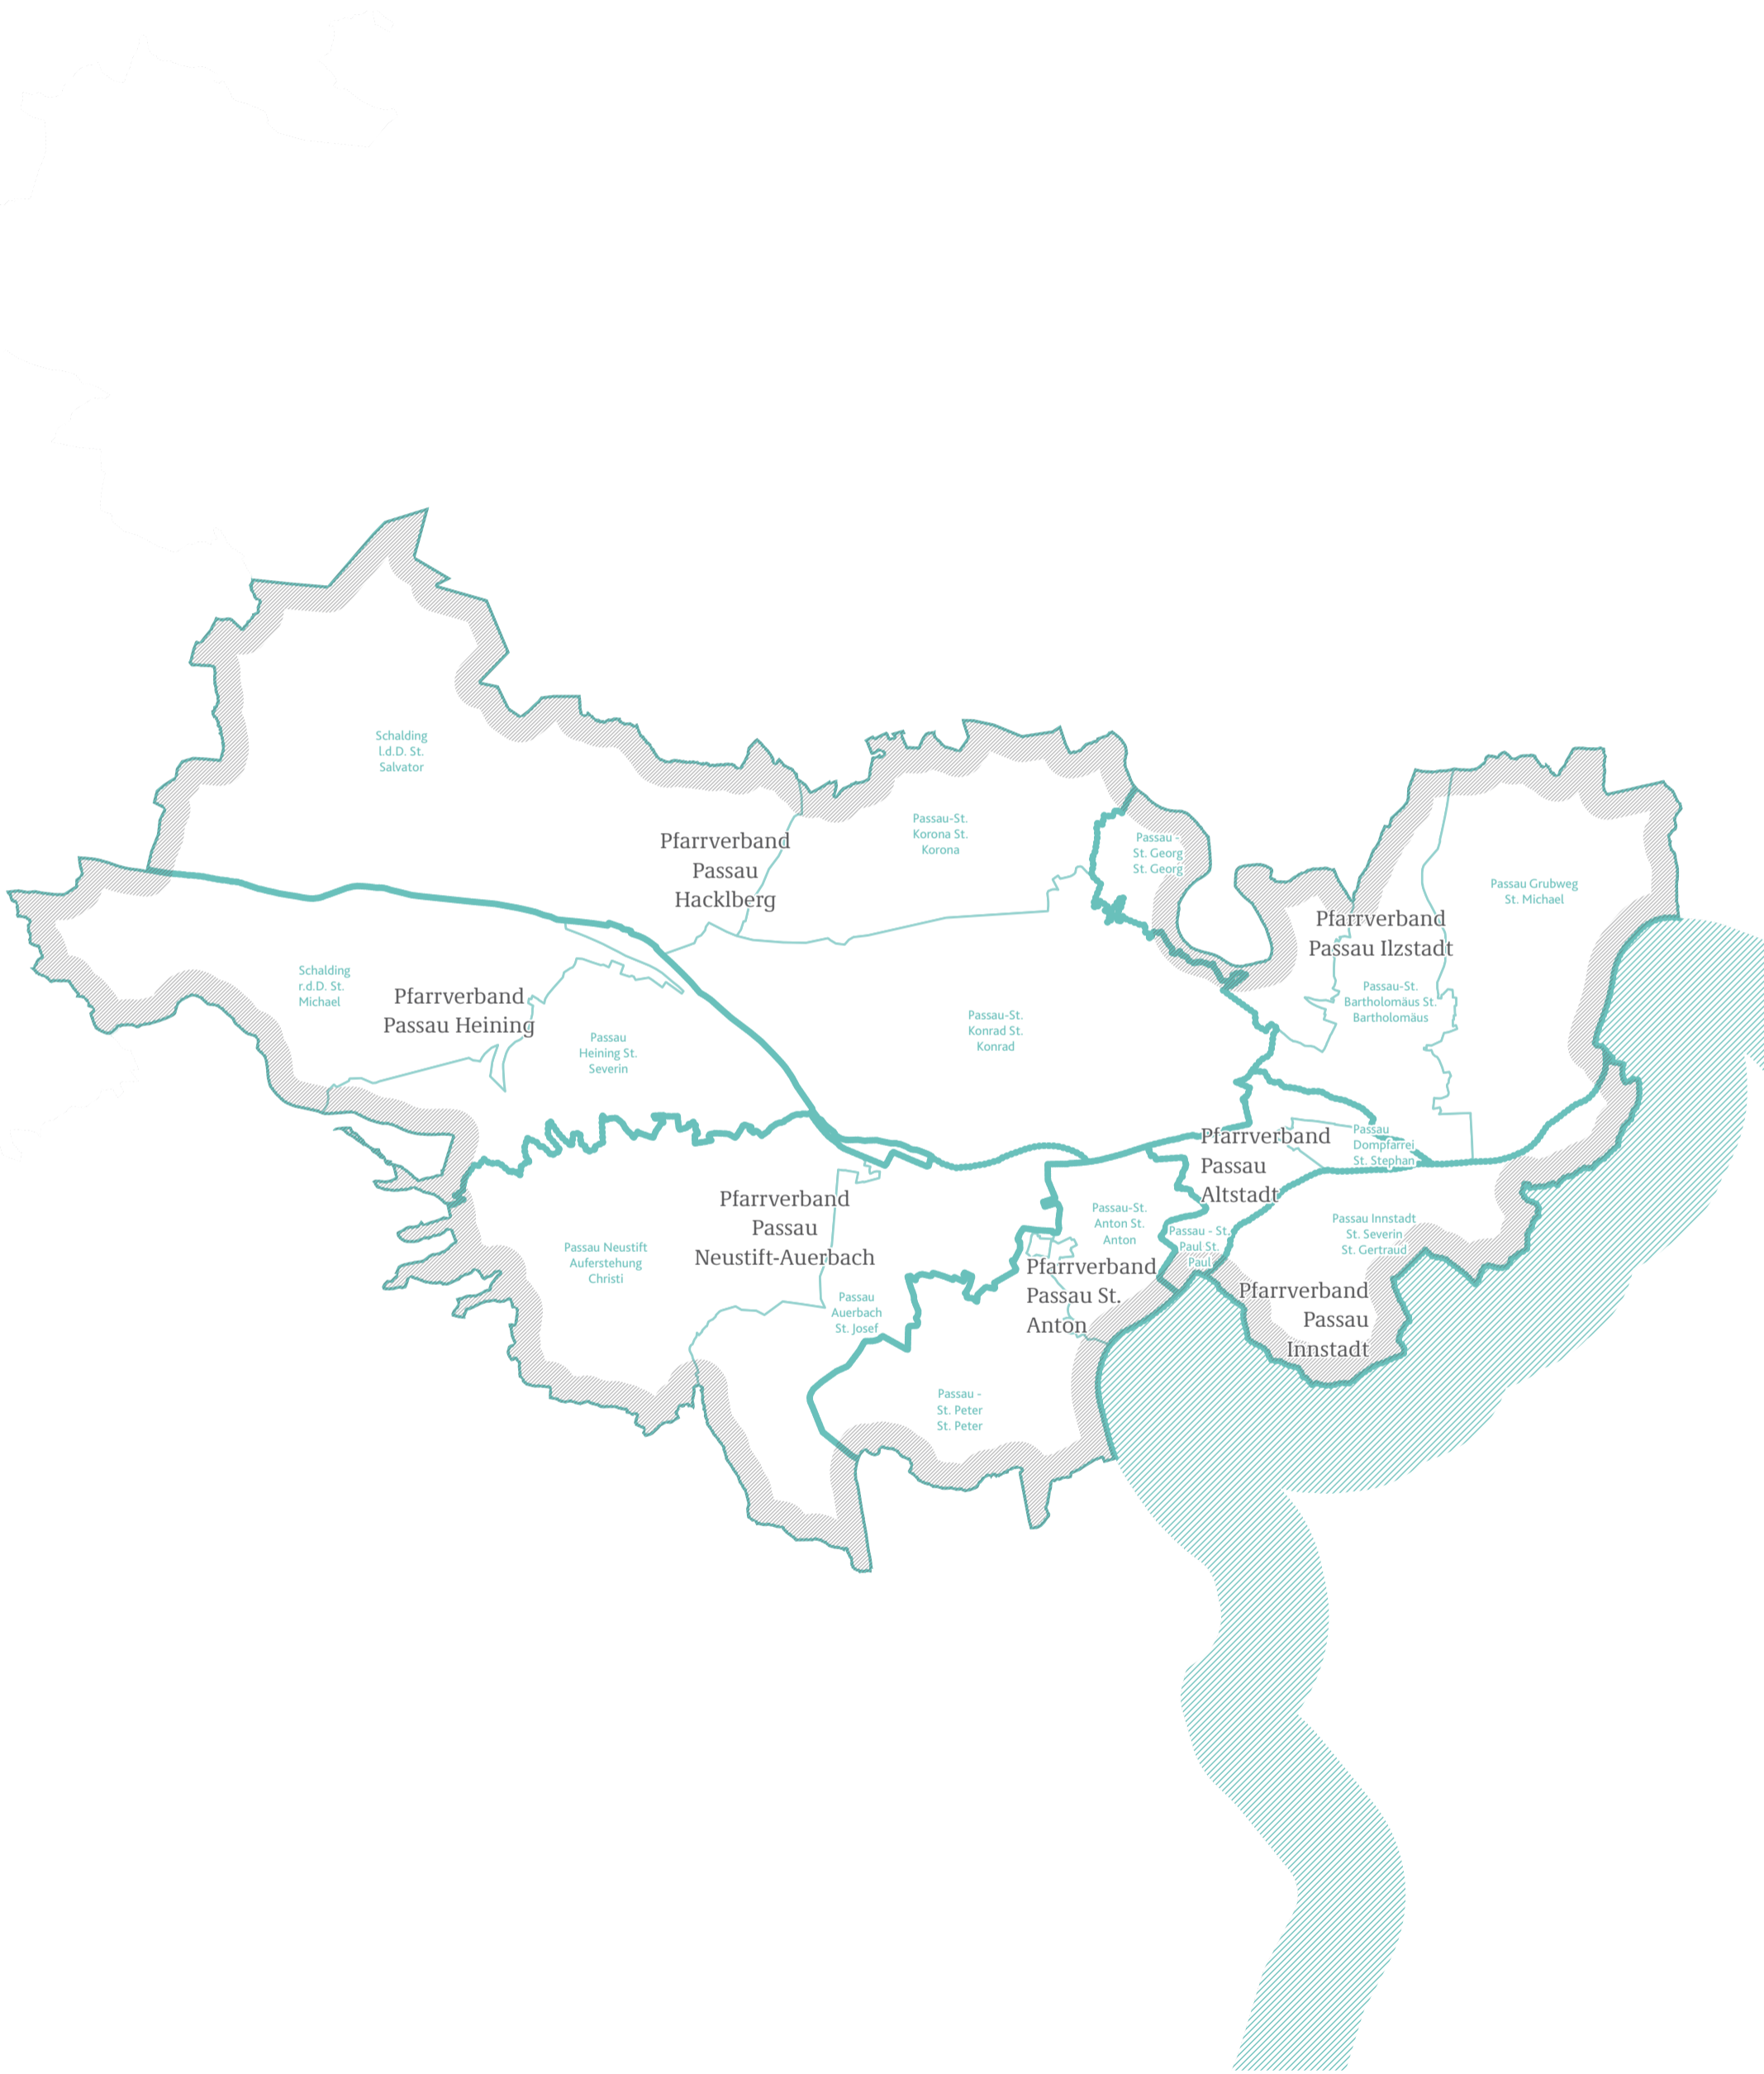 Schalding
l.d.D. St.
Salvator
Passau-St.
Korona St.
Korona
Passau -
St. Georg
St. Georg
Pfarrverband
Passau
Hacklberg
Passau Grubweg
St. Michael
Pfarrverband
Passau Ilzstadt
Schalding
r.d.D. St.
Michael
Pfarrverband
Passau Heining
Passau-St.
Bartholomäus St.
Bartholomäus
Passau
Heining St.
Severin
Passau-St.
Konrad St.
Konrad
Pfarrverband
Passau
Altstadt
Passau
Dompfarrei
St. Stephan
Pfarrverband
Passau
Neustift-Auerbach
Passau-St.
Anton St.
Anton
Passau - St.
Paul St.
Paul
Passau Innstadt
St. Severin
St. Gertraud
Passau Neustift
Auferstehung
Christi
Pfarrverband
Passau St.
Anton
Pfarrverband
Passau
Innstadt
Passau
Auerbach
St. Josef
Passau -
St. Peter
St. Peter